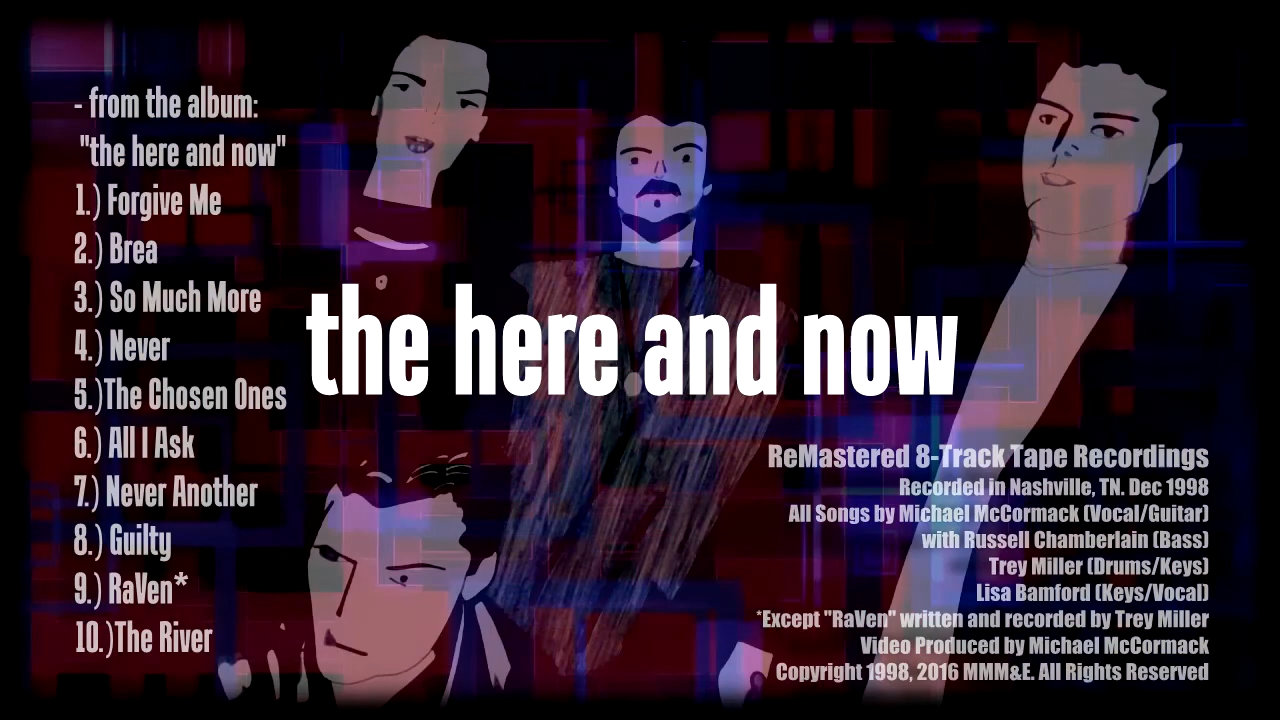 - from the album:
"the here and now"
1.) Forgive Me
2.) Brea
3.) So Much More
4.) Never
5.)The Chosen Ones
6.) All I Ask
7.) Never Another
8.) Guilty
9.) RaVen*
10.)The River
the here and now
ReMastered 8-Track Tape Recordings
Recorded in Nashville, TN. Dec 1998
All Songs by Michael McCormack (Vocal/Guitar)
with Russell Chamberlain (Bass)
Trey Miller (Drums/Keys)
Lisa Bamford (Keys/Vocal)
*Except "RaVen" written and recorded by Trey Miller
Video Produced by Michael McCormack
Copyright 1998, 2016 MMM&E. All Rights Reserved